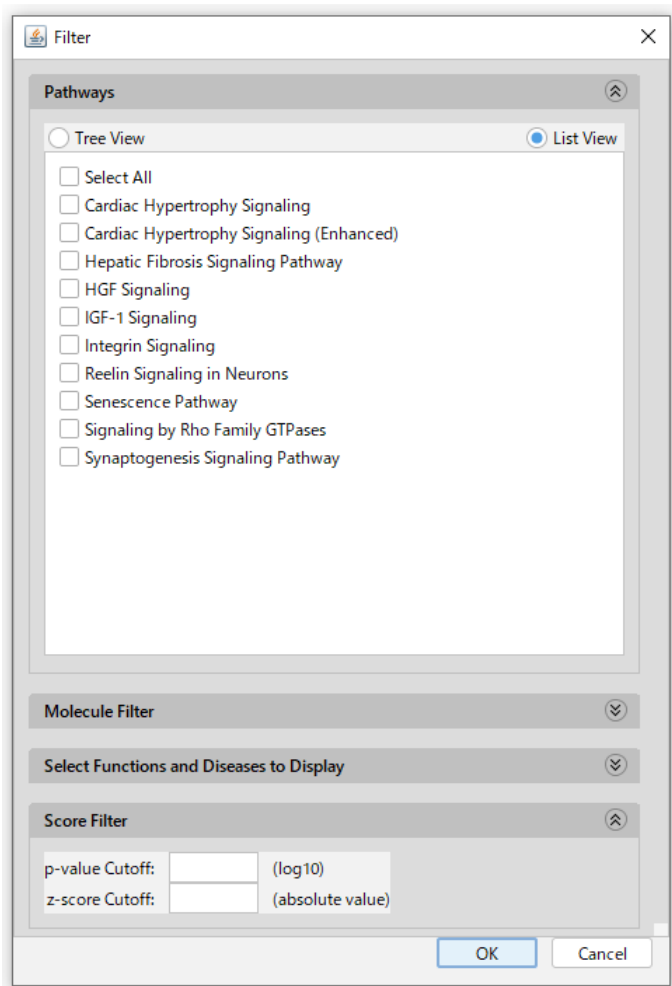 Filter
Pathways
Tree View
List View
Select All
Cardiac Hypertrophy Signaling
Cardiac Hypertrophy Signaling (Enhanced)
Hepatic Fibrosis Signaling Pathway
HGF Signaling
IGF-1 Signaling
Integrin Signaling
Reelin Signaling in Neurons
Senescence Pathway
Signaling by Rho Family GTPases
Synaptogenesis Signaling Pathway
Molecule Filter
Select Functions and Diseases to Display
Score Filter
p-value Cutoff: (log10)
z-score Cutoff: (absolute value)
OK Cancel